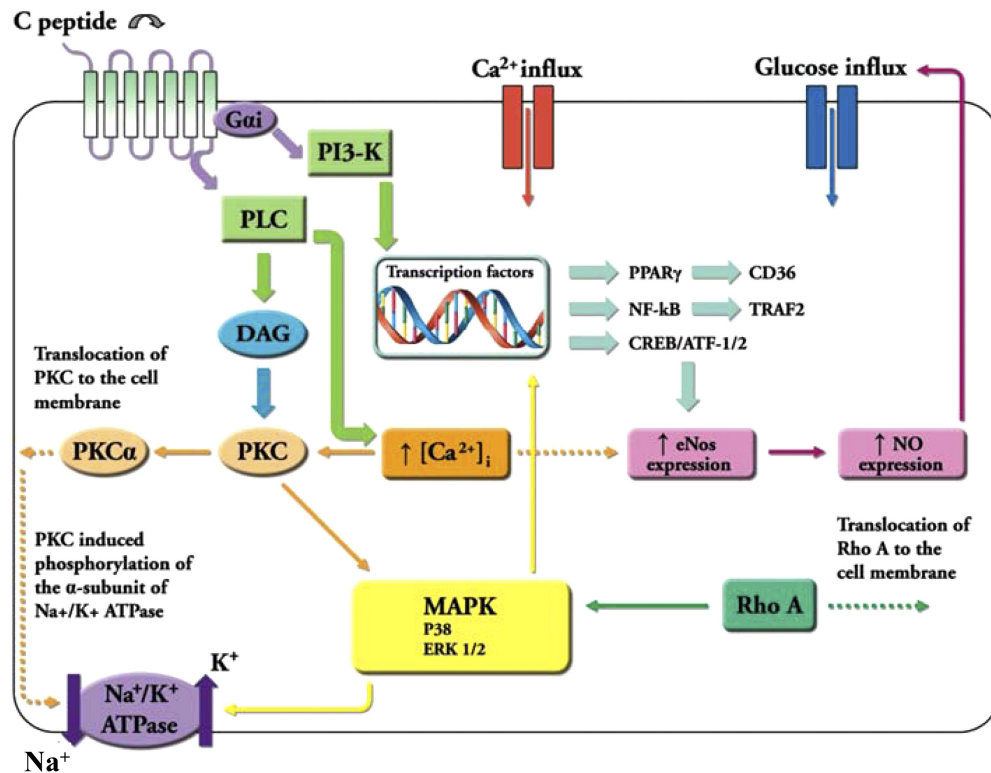 C peptide
Ca²⁺ influx
Glucose influx
Gαi
PI3-K
PLC
Transcription factors
PPARγ
CD36
NF-kB
TRAF2
CREB/ATF-1/2
DAG
Translocation of
PKC to the cell
membrane
PKCα
PKC
↑ [Ca²⁺]i
↑ eNos
expression
↑ NO
expression
PKC induced
phosphorylation of
the α-subunit of
Na+/K+ ATPase
Translocation of
Rho A to the
cell membrane
MAPK
P38
ERK 1/2
Rho A
K⁺
Na⁺/K⁺
ATPase
Na⁺